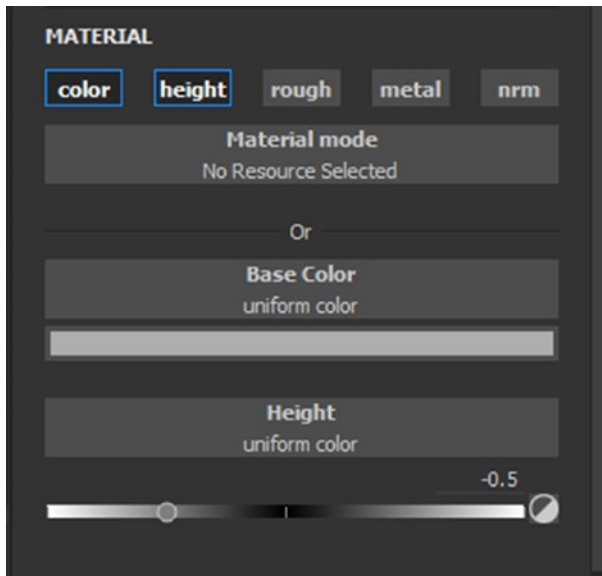 MATERIAL
color height rough metal nrm
Material mode
No Resource Selected
Or
Base Color
uniform color
Height
uniform color
-0.5